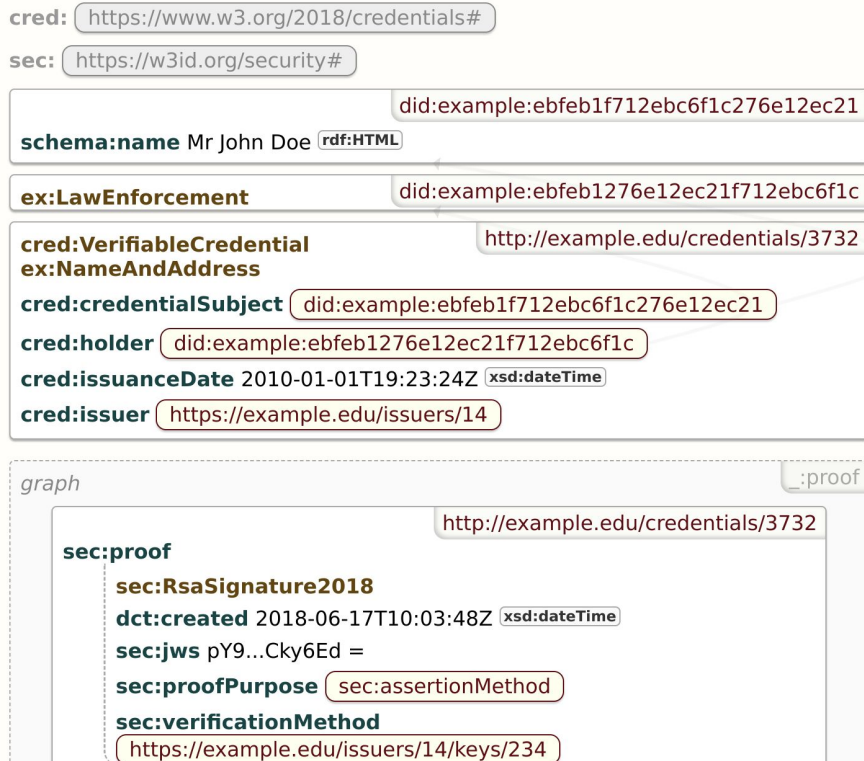 cred: https://www.w3.org/2018/credentials#
sec: https://w3id.org/security#
did:example:ebfeb1f712ebc6f1c276e12ec21
schema:name Mr John Doe rdf:HTML
ex:LawEnforcement did:example:ebfeb1276e12ec21f712ebc6f1c
cred:VerifiableCredential http://example.edu/credentials/3732
ex:NameAndAddress
cred:credentialSubject did:example:ebfeb1f712ebc6f1c276e12ec21
cred:holder did:example:ebfeb1276e12ec21f712ebc6f1c
cred:issuanceDate 2010-01-01T19:23:24Z xsd:dateTime
cred:issuer https://example.edu/issuers/14
graph _:proof
http://example.edu/credentials/3732
sec:proof
sec:RsaSignature2018
dct:created 2018-06-17T10:03:48Z xsd:dateTime
sec:jws pY9...Cky6Ed =
sec:proofPurpose sec:assertionMethod
sec:verificationMethod
https://example.edu/issuers/14/keys/234